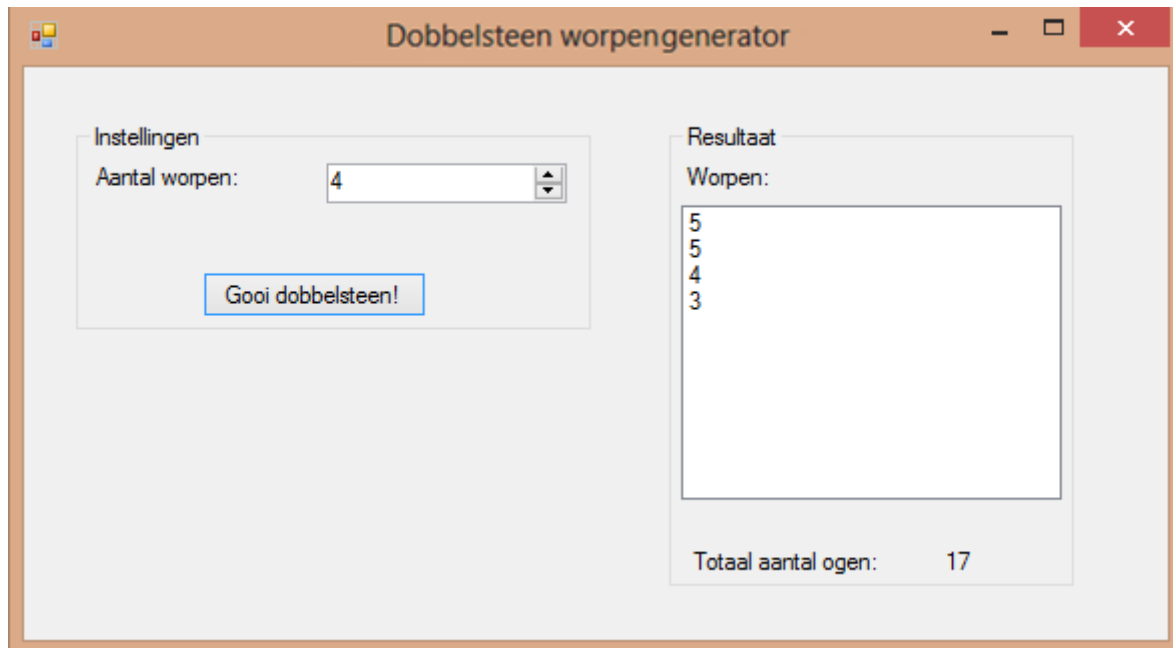 Dobbelsteen worpengenerator
Instellingen
Aantal worpen: 4
Gooi dobbelsteen!
Resultaat
Worpen:
5
5
4
3
Totaal aantal ogen: 17